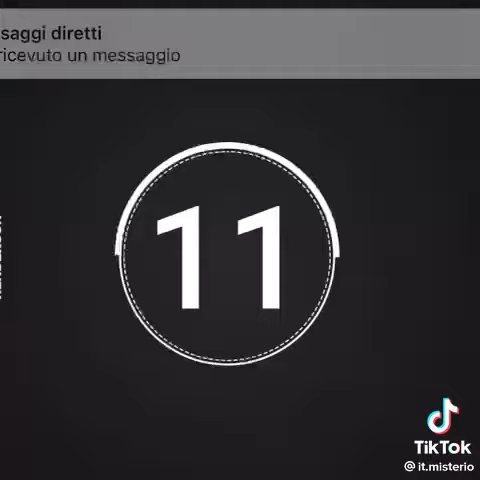 saggi diretti
ricevuto un messaggio
11
TikTok
@ it.misterio